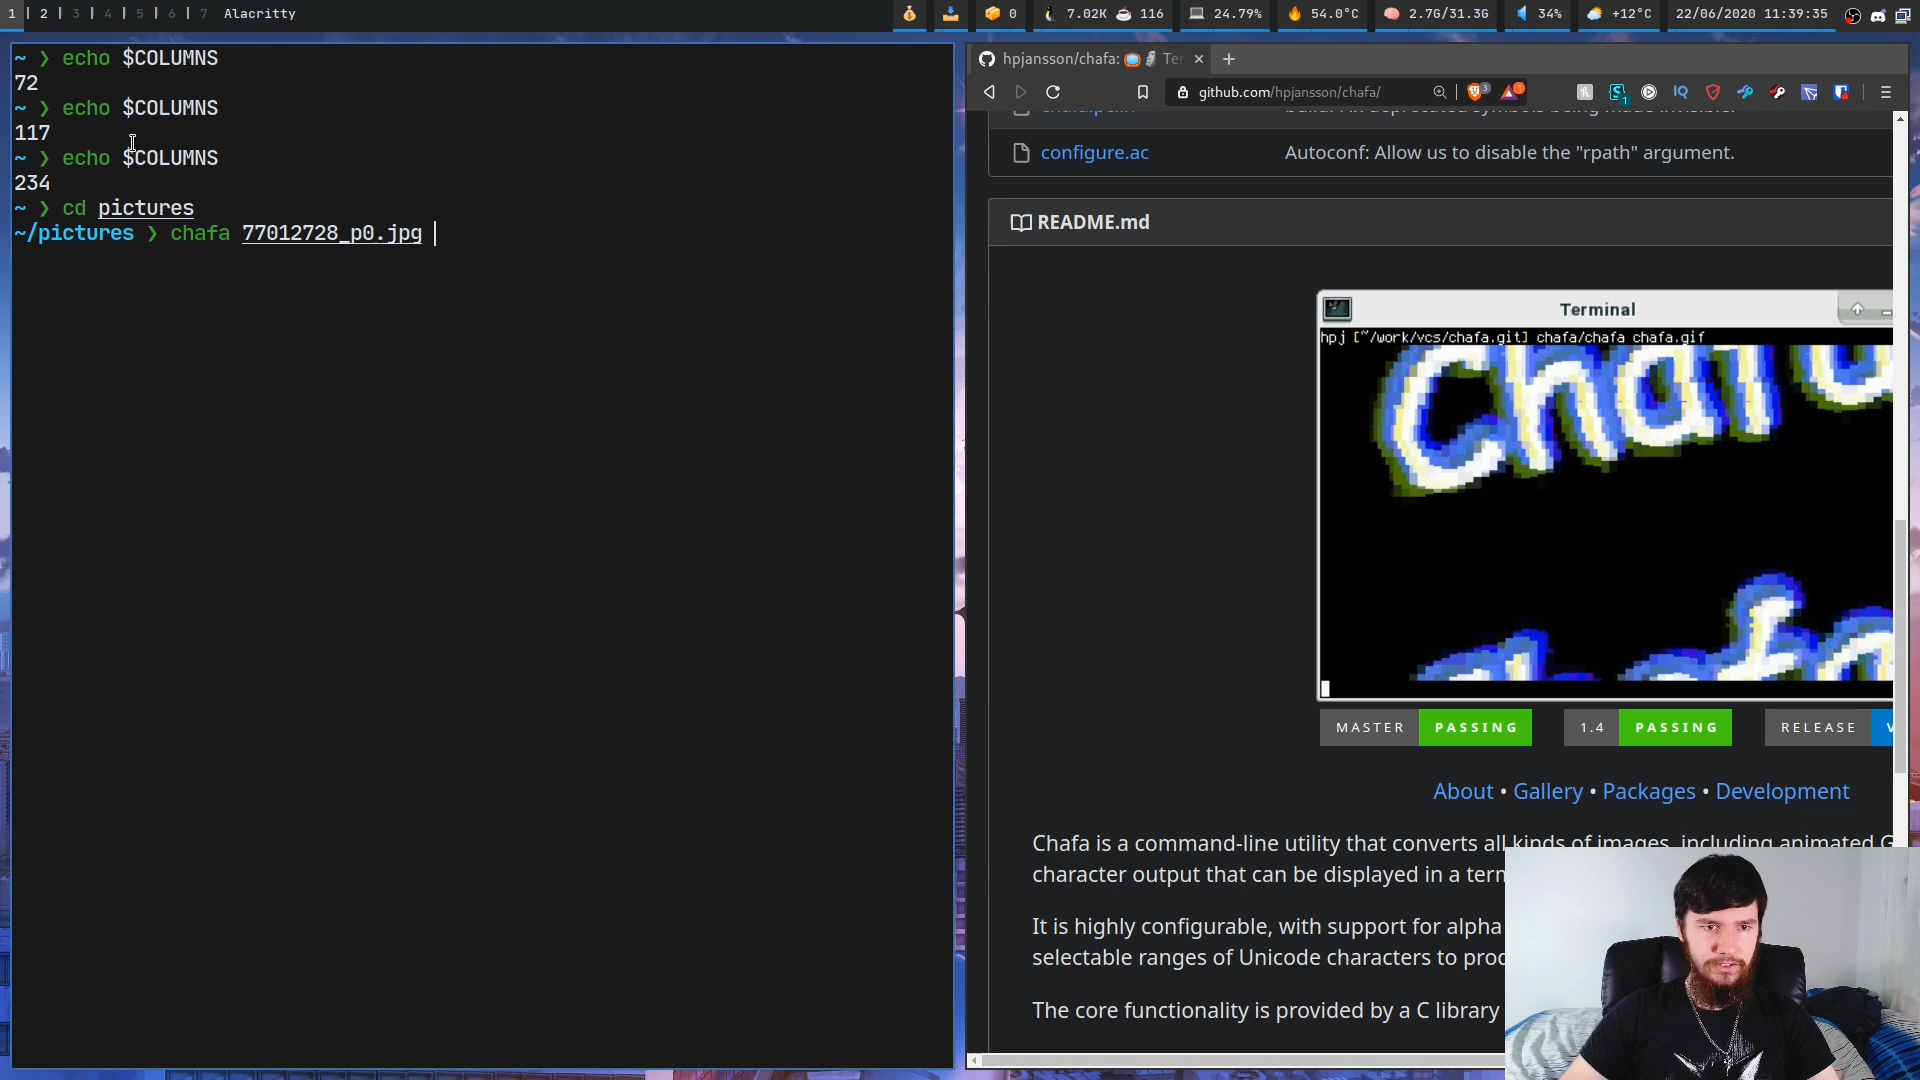 1 | 2 | 3 | 4 | 5 | 6 | 7 Alacritty
0 7.02K 116 24.79% 54.0°C 2.7G/31.3G 34% +12°C 22/06/2020 11:39:35
~ ❯ echo $COLUMNS
72
~ ❯ echo $COLUMNS
117
~ ❯ echo $COLUMNS
234
~ ❯ cd pictures
~/pictures ❯ chafa 77012728_p0.jpg
hpjansson/chafa: Ter
github.com/hpjansson/chafa/
configure.ac Autoconf: Allow us to disable the "rpath" argument.
README.md
Terminal
hpj [~/work/vcs/chafa.git] chafa/chafa chafa.gif
MASTER PASSING 1.4 PASSING RELEASE
About • Gallery • Packages • Development
Chafa is a command-line utility that converts all kinds of images, including animated G
character output that can be displayed in a term
It is highly configurable, with support for alpha
selectable ranges of Unicode characters to proc
The core functionality is provided by a C library